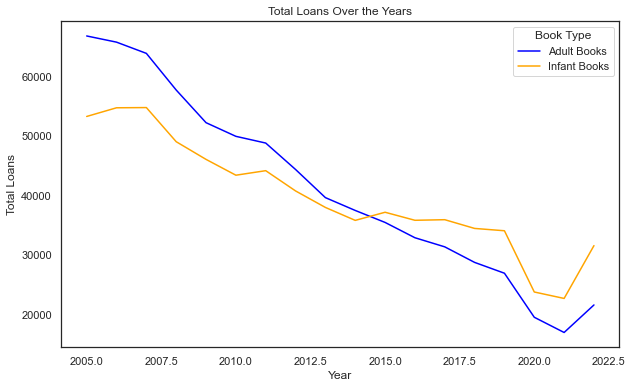 Total Loans Over the Years
Book Type
Adult Books
Infant Books
60000
50000
40000
30000
20000
Total Loans
2005.0 2007.5 2010.0 2012.5 2015.0 2017.5 2020.0 2022.5
Year